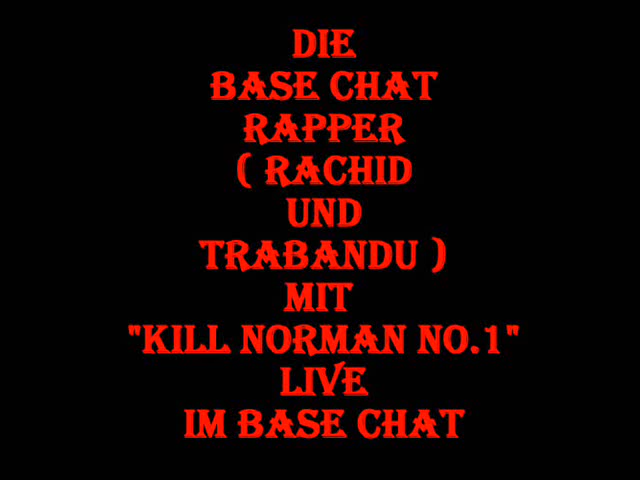 DIE
BASE CHAT
RAPPER
( RACHID
UND
TRABANDU )
MIT
"KILL NORMAN NO.1"
LIVE
IM BASE CHAT